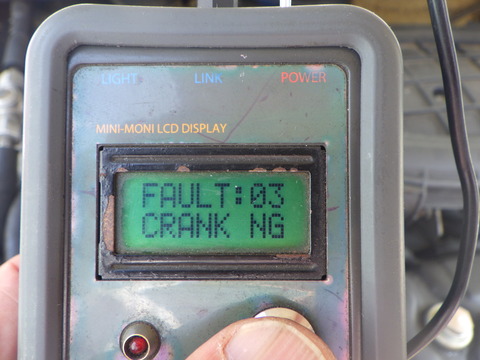 LIGHT LINK POWER
MINI-MONI LCD DISPLAY
FAULT:03
CRANK NG